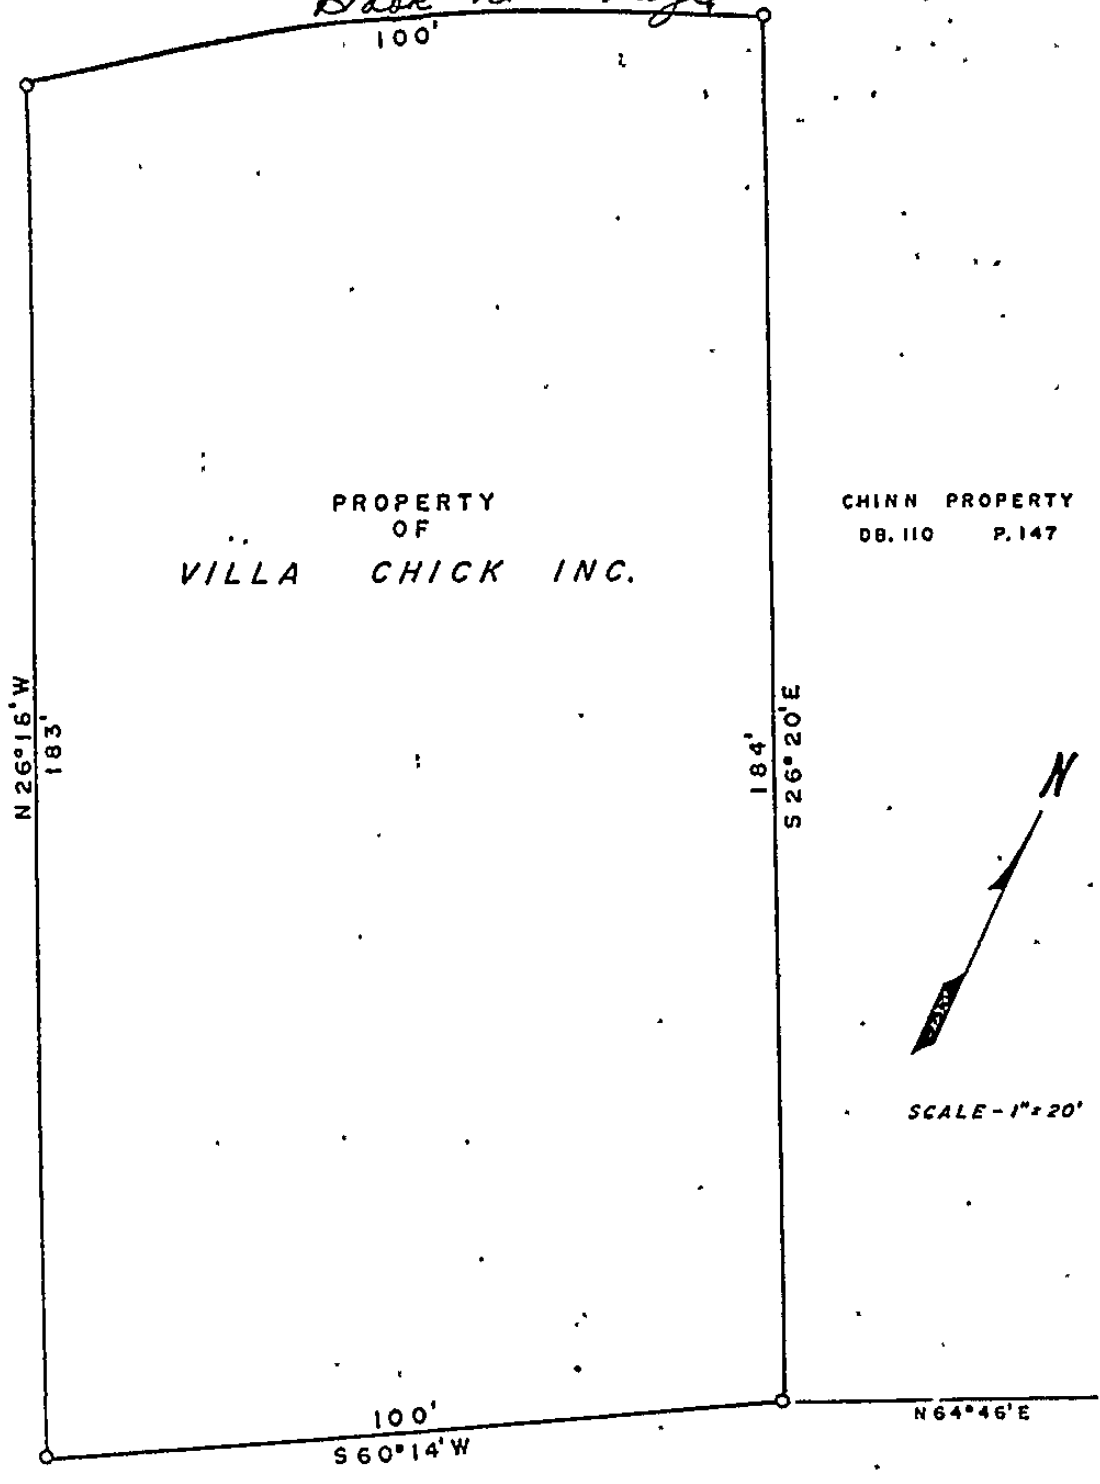 Book
100'
PROPERTY
OF
VILLA CHICK INC.
CHINN PROPERTY
DB. 110 P. 147
N 26° 16' W
183'
184'
S 26° 20' E
N
SCALE - 1" = 20'
100'
S 60° 14' W
N 64° 46' E